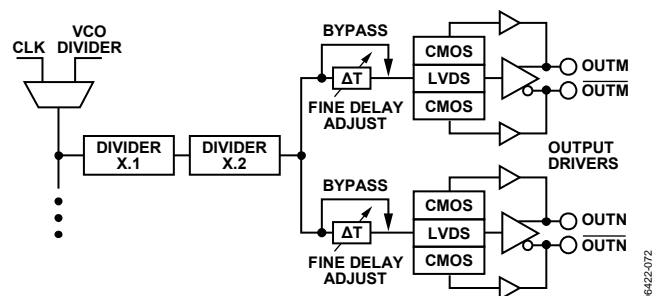 CLK
VCO
DIVIDER
DIVIDER
X.1
DIVIDER
X.2
BYPASS
ΔT
FINE DELAY
ADJUST
CMOS
LVDS
CMOS
OUTM
OUTM
OUTPUT
DRIVERS
BYPASS
ΔT
FINE DELAY
ADJUST
CMOS
LVDS
CMOS
OUTN
OUTN
6422-072